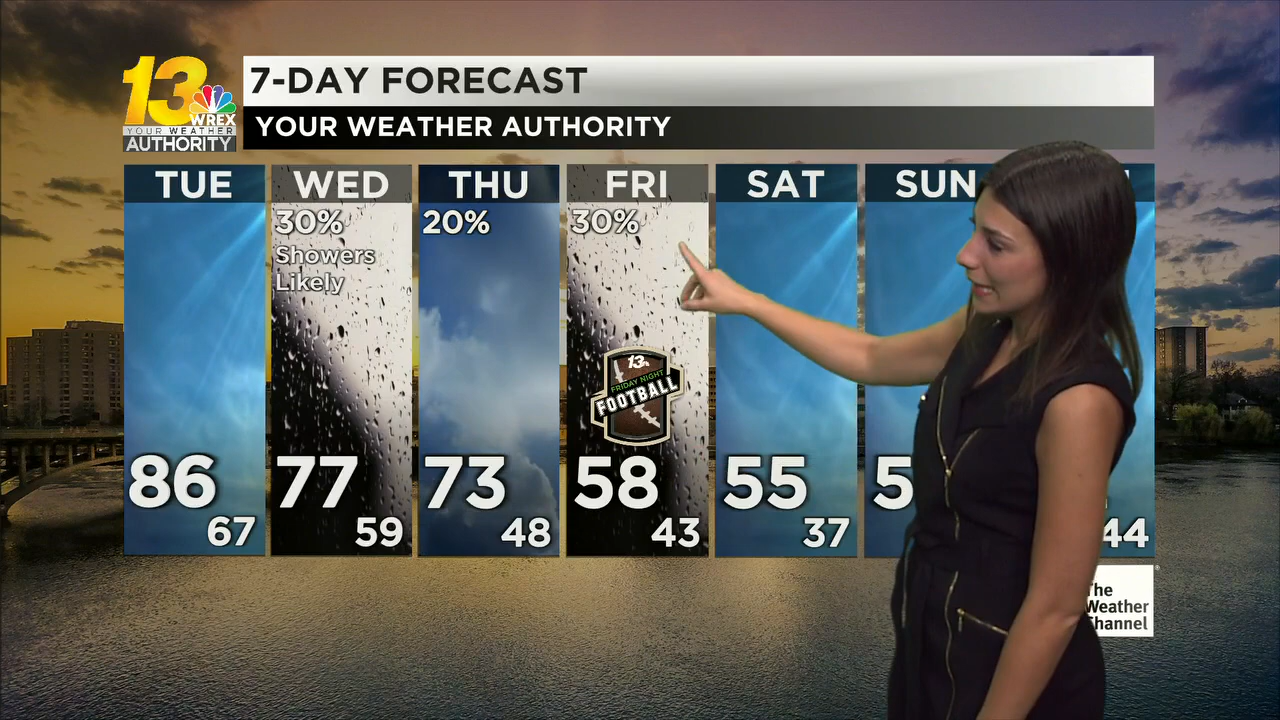 13
WREX
YOUR WEATHER
AUTHORITY
7-DAY FORECAST
YOUR WEATHER AUTHORITY
TUE
86
67
WED
30%
Showers
Likely
77
59
THU
20%
73
48
FRI
30%
13
FRIDAY NIGHT
FOOTBALL
58
43
SAT
55
37
SUN
5
44
The
Weather
Channel